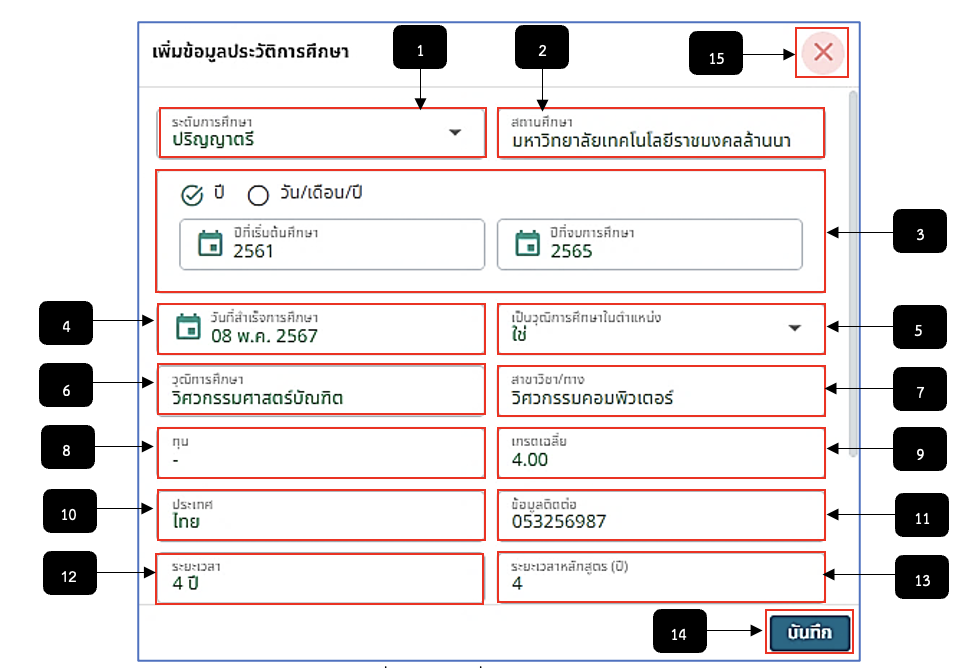 เพิ่มข้อมูลประวัติการศึกษา
1
2
15
ระดับการศึกษา
ปริญญาตรี
สถานศึกษา
มหาวิทยาลัยเทคโนโลยีราชมงคลล้านนา
ปี
วัน/เดือน/ปี
ปีที่เริ่มต้นศึกษา
2561
ปีที่จบการศึกษา
2565
3
4
วันที่สำเร็จการศึกษา
08 พ.ค. 2567
เป็นวุฒิการศึกษาในตำแหน่ง
ใช่
5
6
วุฒิการศึกษา
วิศวกรรมศาสตร์บัณฑิต
สาขาวิชา/ทาง
วิศวกรรมคอมพิวเตอร์
7
8
ทุน
-
เกรดเฉลี่ย
4.00
9
10
ประเทศ
ไทย
ข้อมูลติดต่อ
053256987
11
12
ระยะเวลา
4 ปี
ระยะเวลาหลักสูตร (ปี)
4
13
14
บันทึก